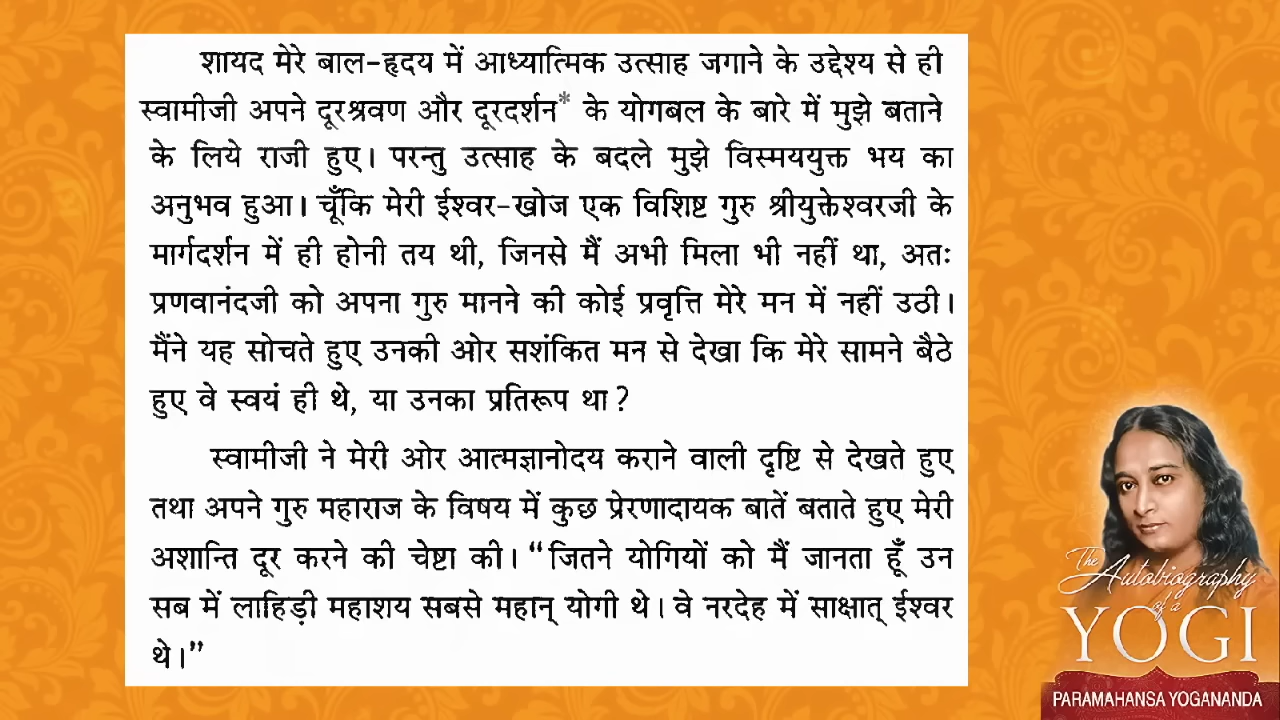 शायद मेरे बाल-हृदय में आध्यात्मिक उत्साह जगाने के उद्देश्य से ही
स्वामीजी अपने दूरश्रवण और दूरदर्शन* के योगबल के बारे में मुझे बताने
के लिये राजी हुए। परन्तु उत्साह के बदले मुझे विस्मययुक्त भय का
अनुभव हुआ। चूँकि मेरी ईश्वर-खोज एक विशिष्ट गुरु श्रीयुक्तेश्वरजी के
मार्गदर्शन में ही होनी तय थी, जिनसे मैं अभी मिला भी नहीं था, अतः
प्रणवानंदजी को अपना गुरु मानने की कोई प्रवृत्ति मेरे मन में नहीं उठी।
मैंने यह सोचते हुए उनकी ओर सशंकित मन से देखा कि मेरे सामने बैठे
हुए वे स्वयं ही थे, या उनका प्रतिरूप था?
स्वामीजी ने मेरी ओर आत्मज्ञानोदय कराने वाली दृष्टि से देखते हुए
तथा अपने गुरु महाराज के विषय में कुछ प्रेरणादायक बातें बताते हुए मेरी
अशान्ति दूर करने की चेष्टा की। “जितने योगियों को मैं जानता हूँ उन
सब में लाहिड़ी महाशय सबसे महान् योगी थे। वे नरदेह में साक्षात् ईश्वर
थे।”
The
Autobiography
of a
YOGI
PARAMAHANSA YOGANANDA